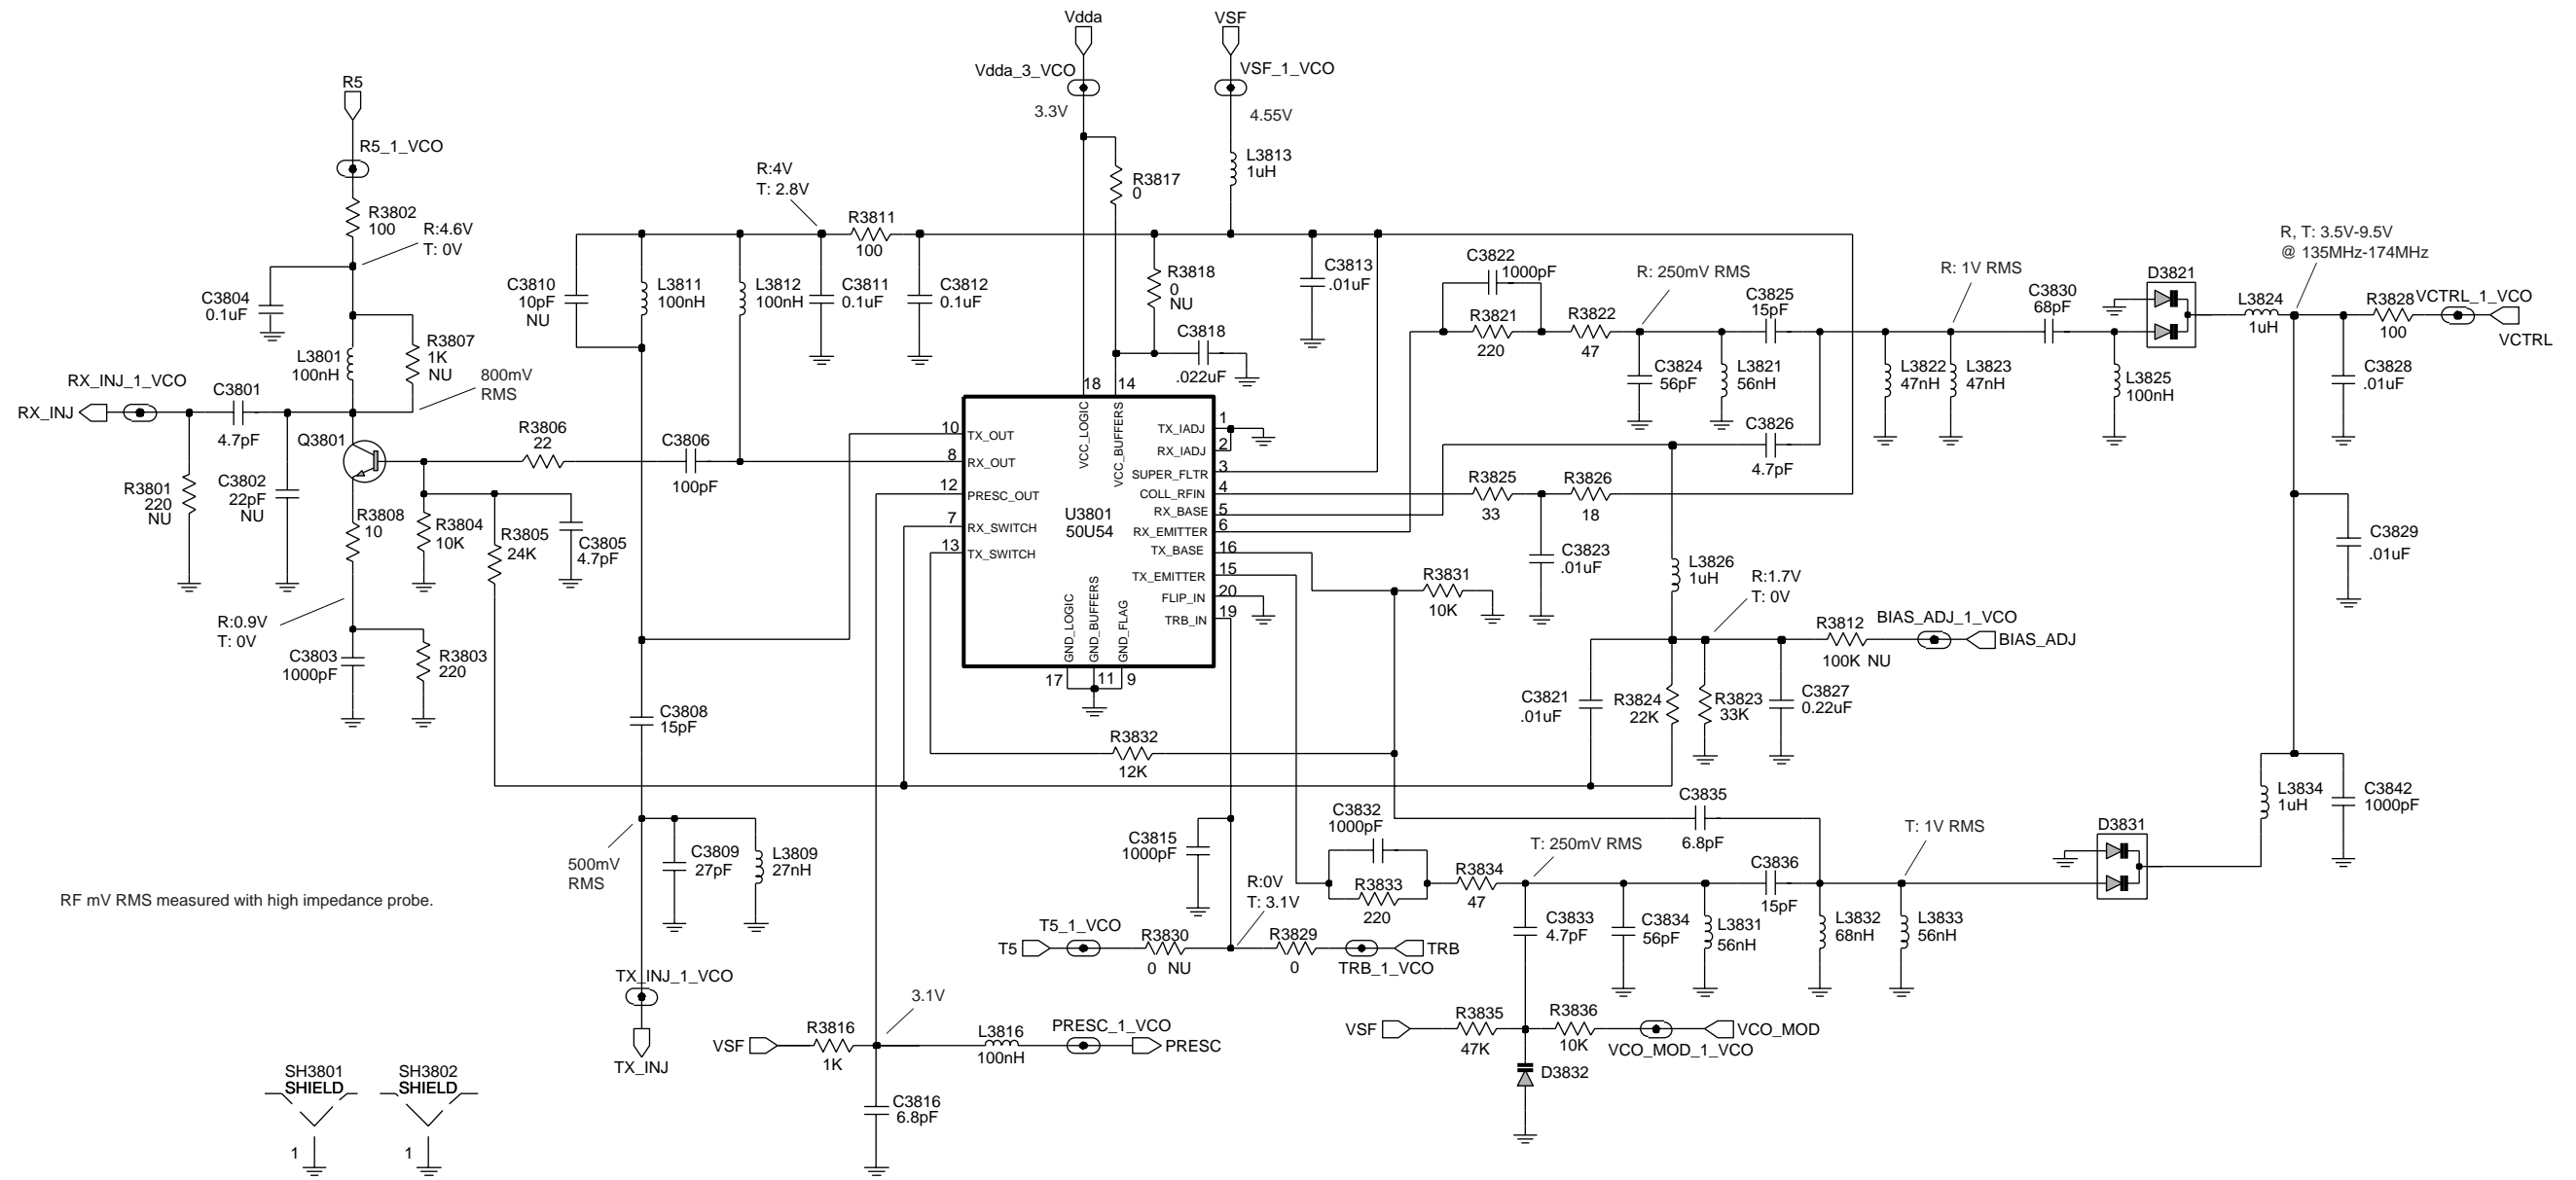 Vdda
VSF
Vdda_3_VCO
3.3V
VSF_1_VCO
4.55V
R5
R5_1_VCO
R3802
100
R:4.6V
T: 0V
C3804
0.1uF
L3801
100nH
R3807
1K
NU
800mV
RMS
RX_INJ_1_VCO
RX_INJ
C3801
4.7pF
Q3801
R3801
220
NU
C3802
22pF
NU
R3808
10
R3804
10K
R3805
24K
C3805
4.7pF
R3806
22
C3806
100pF
R:0.9V
T: 0V
C3803
1000pF
R3803
220
R:4V
T: 2.8V
R3811
100
C3810
10pF
NU
L3811
100nH
L3812
100nH
C3811
0.1uF
C3812
0.1uF
R3817
0
L3813
1uH
R3818
0
NU
C3818
.022uF
C3813
.01uF
18
14
VCC_LOGIC
VCC_BUFFERS
10
TX_OUT
8
RX_OUT
12
PRESC_OUT
7
RX_SWITCH
13
TX_SWITCH
U3801
50U54
TX_IADJ
1
RX_IADJ
2
SUPER_FLTR
3
COLL_RFIN
4
RX_BASE
5
RX_EMITTER
6
TX_BASE
16
TX_EMITTER
15
FLIP_IN
20
TRB_IN
19
GND_LOGIC
GND_BUFFERS
GND_FLAG
17
11
9
C3822
1000pF
R3821
220
R3822
47
R: 250mV RMS
C3824
56pF
L3821
56nH
C3825
15pF
C3826
4.7pF
R: 1V RMS
L3822
47nH
L3823
47nH
C3830
68pF
D3821
L3825
100nH
L3824
1uH
R, T: 3.5V-9.5V
@ 135MHz-174MHz
R3828
100
VCTRL_1_VCO
VCTRL
C3828
.01uF
C3829
.01uF
R3825
33
R3826
18
C3823
.01uF
R3831
10K
L3826
1uH
R:1.7V
T: 0V
R3812
100K NU
BIAS_ADJ_1_VCO
BIAS_ADJ
C3821
.01uF
R3824
22K
R3823
33K
C3827
0.22uF
C3808
15pF
R3832
12K
500mV
RMS
C3809
27pF
L3809
27nH
TX_INJ_1_VCO
TX_INJ
C3815
1000pF
C3832
1000pF
R3833
220
R3834
47
T: 250mV RMS
C3835
6.8pF
C3836
15pF
T: 1V RMS
D3831
L3834
1uH
C3842
1000pF
C3833
4.7pF
C3834
56pF
L3831
56nH
L3832
68nH
L3833
56nH
R:0V
T: 3.1V
T5
T5_1_VCO
R3830
0 NU
R3829
0
TRB_1_VCO
TRB
RF mV RMS measured with high impedance probe.
VSF
R3816
1K
3.1V
L3816
100nH
PRESC_1_VCO
PRESC
C3816
6.8pF
VSF
R3835
47K
R3836
10K
VCO_MOD_1_VCO
VCO_MOD
D3832
SH3801
SHIELD
1
SH3802
SHIELD
1